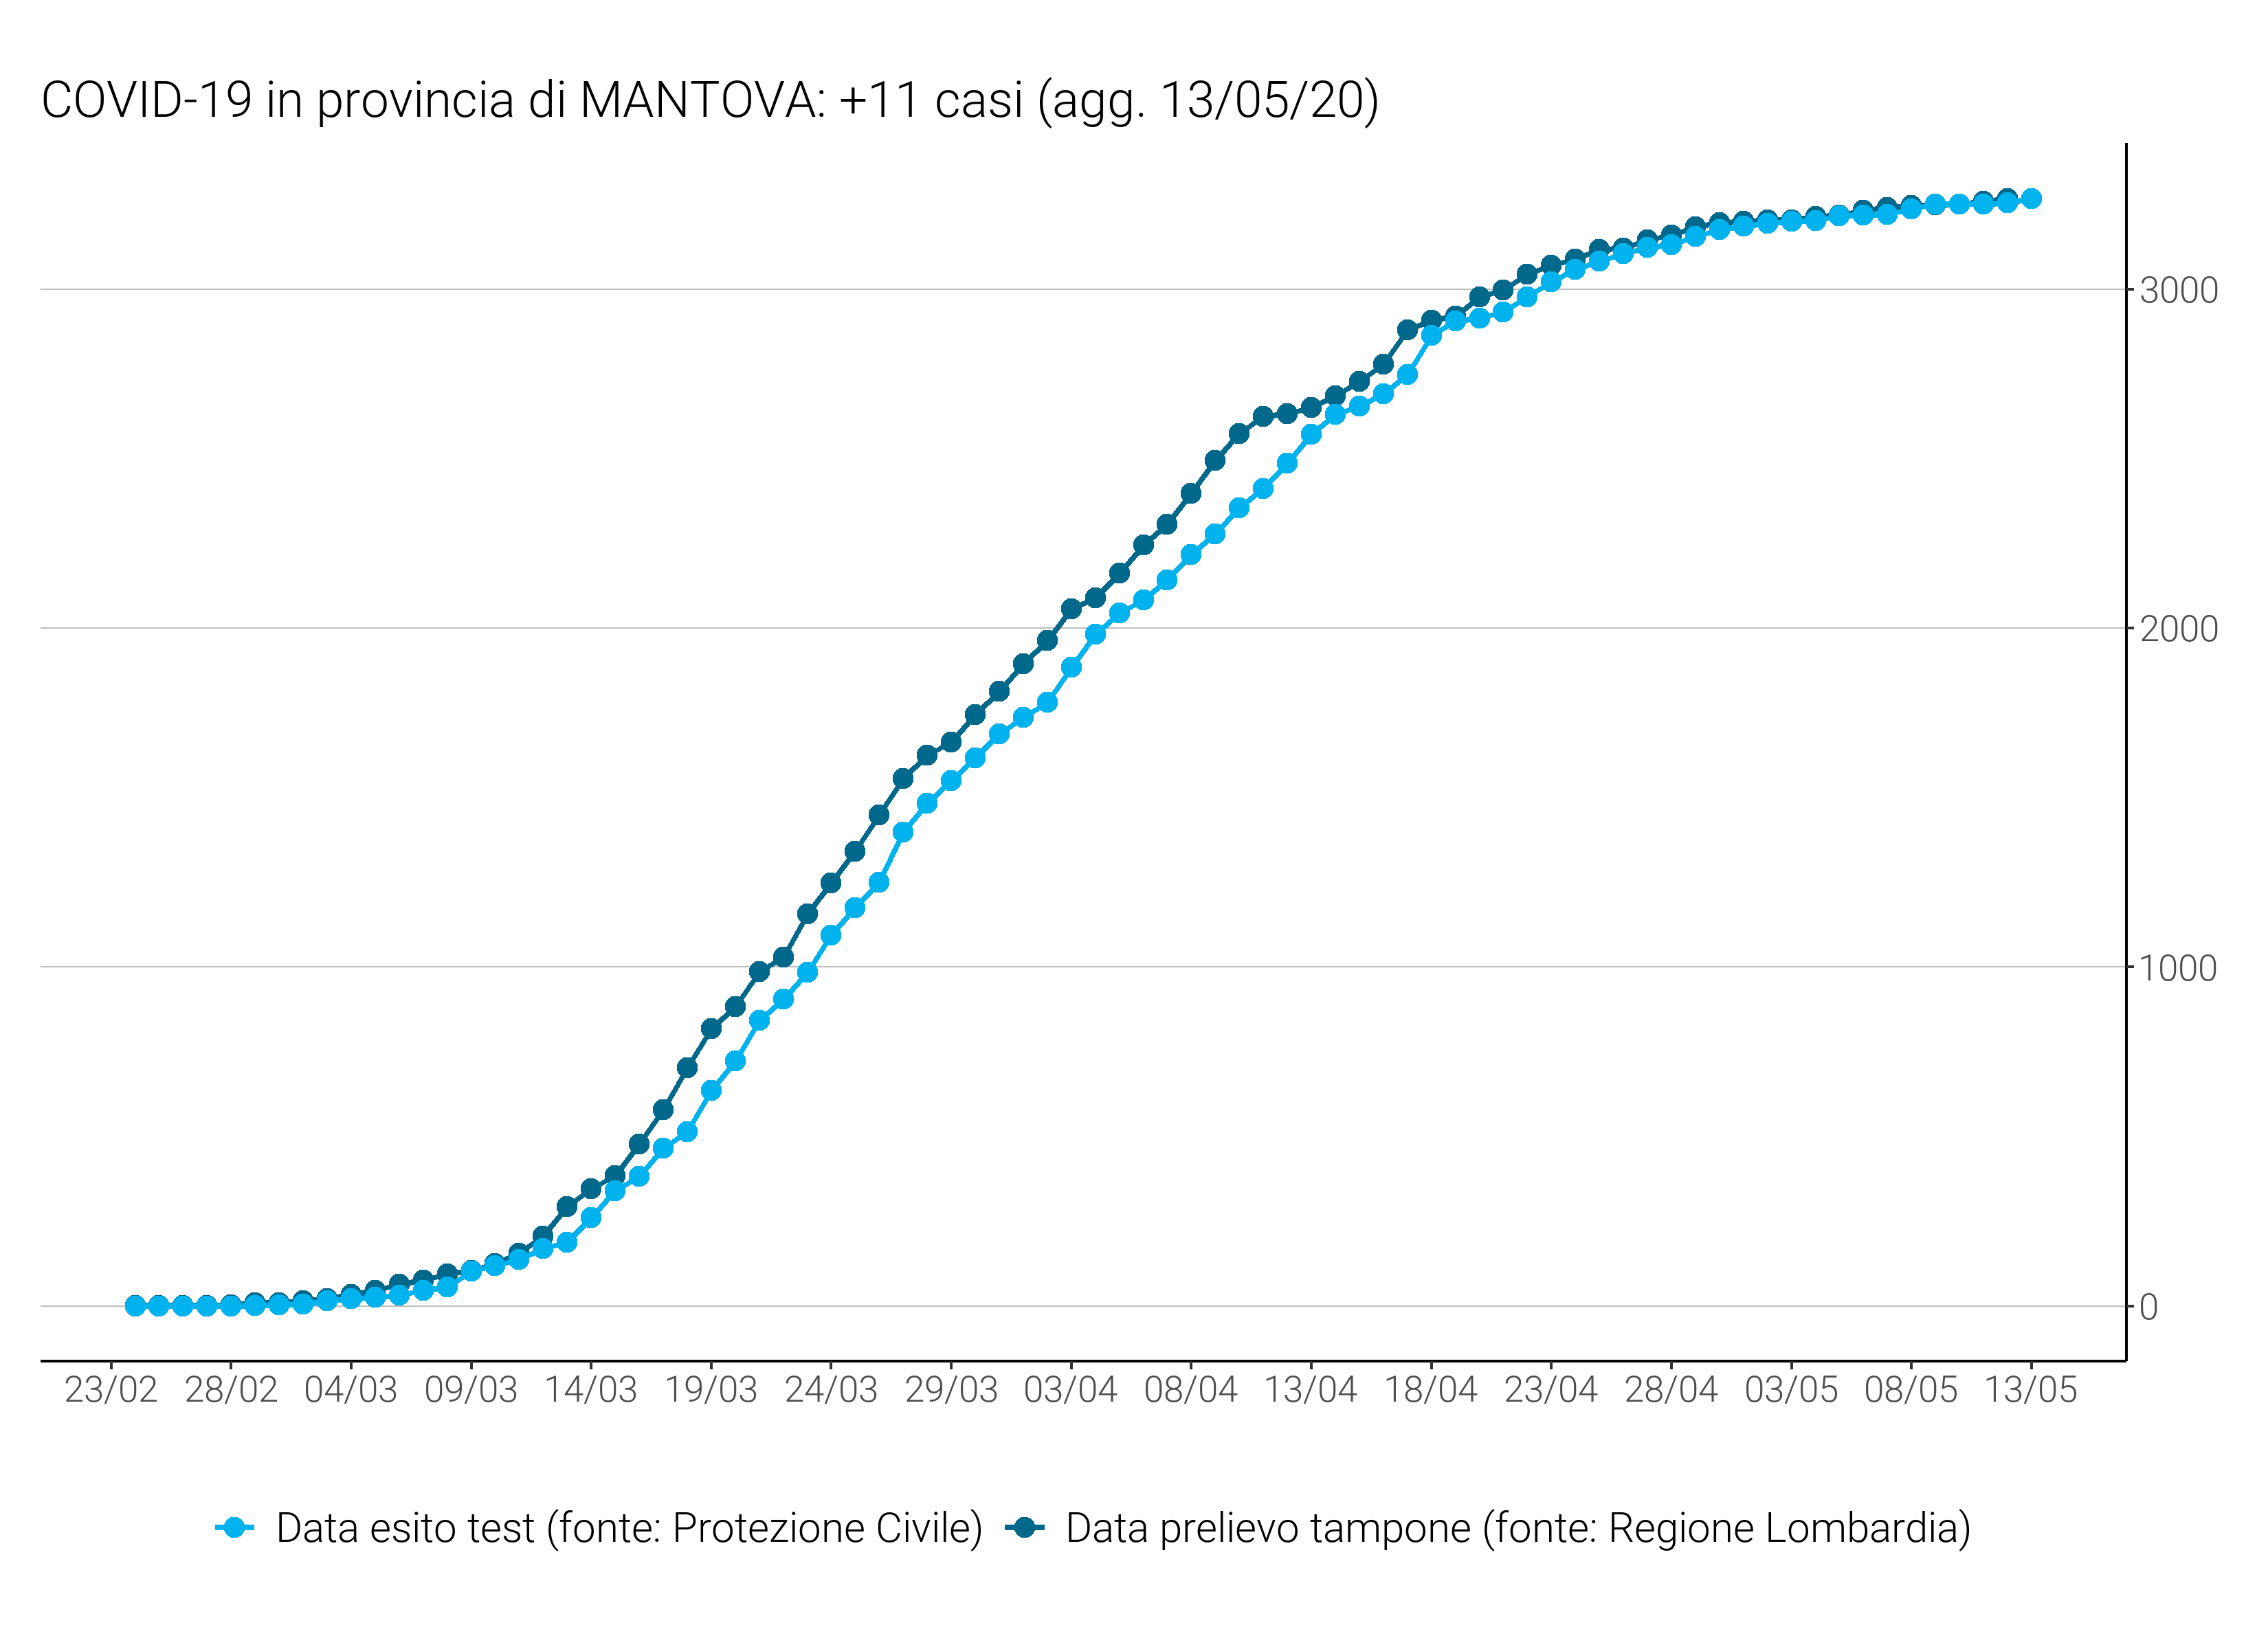 COVID-19 in provincia di MANTOVA: +11 casi (agg. 13/05/20)
3000
2000
1000
0
23/02 28/02 04/03 09/03 14/03 19/03 24/03 29/03 03/04 08/04 13/04 18/04 23/04 28/04 03/05 08/05 13/05
Data esito test (fonte: Protezione Civile) Data prelievo tampone (fonte: Regione Lombardia)